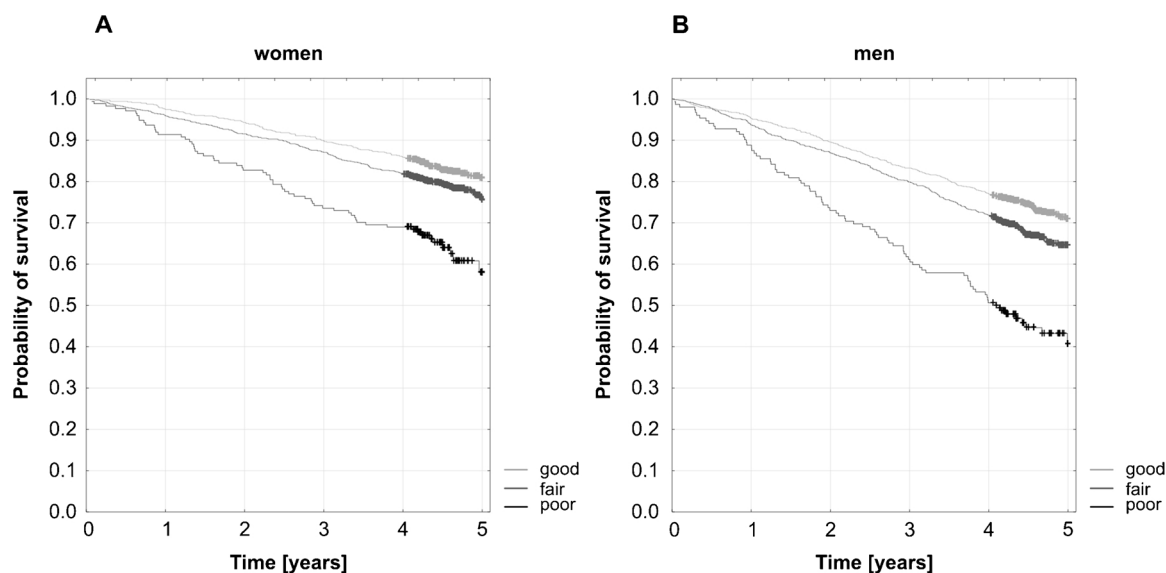 A
women
Probability of survival
1.0
0.9
0.8
0.7
0.6
0.5
0.4
0.3
0.2
0.1
0.0
0 1 2 3 4 5
Time [years]
good
fair
poor
B
men
Probability of survival
1.0
0.9
0.8
0.7
0.6
0.5
0.4
0.3
0.2
0.1
0.0
0 1 2 3 4 5
Time [years]
good
fair
poor